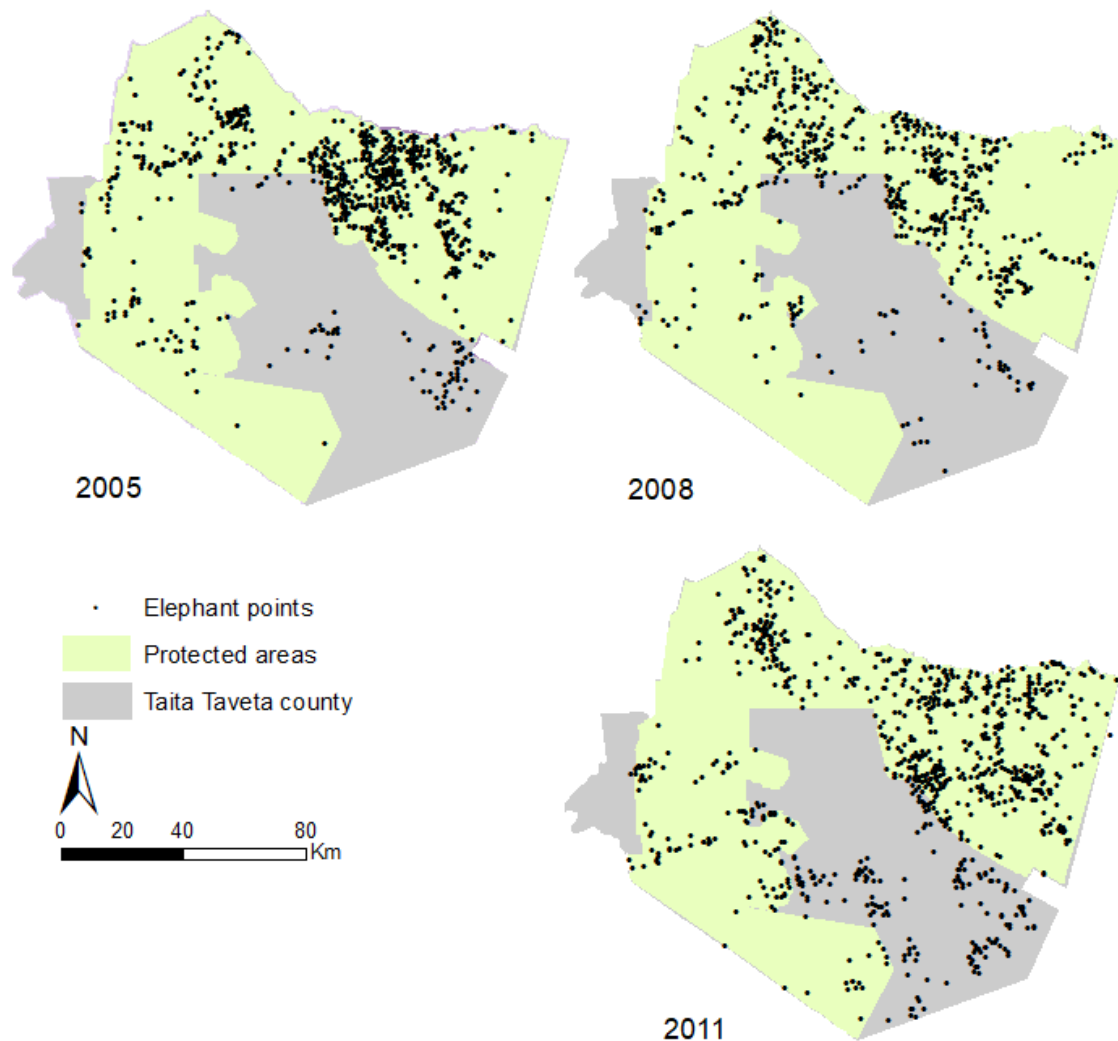 2005
2008
Elephant points
Protected areas
Taita Taveta county
N
0 20 40 80
Km
2011